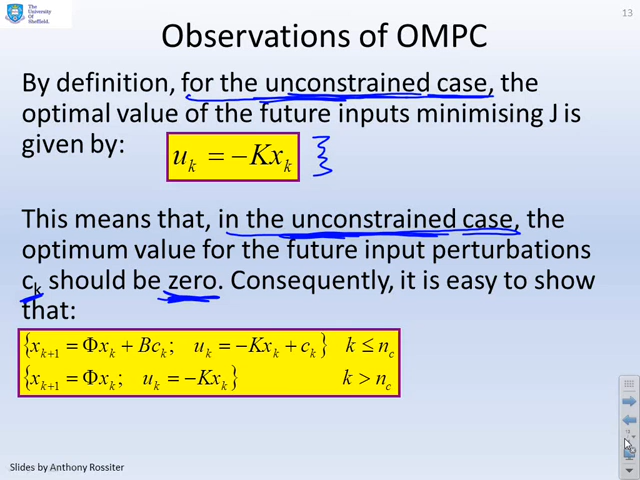 The
University
Of
Sheffield.
13
Observations of OMPC
By definition, for the unconstrained case, the
optimal value of the future inputs minimising J is
given by:
u_k = −Kx_k
This means that, in the unconstrained case, the
optimum value for the future input perturbations
c_k should be zero. Consequently, it is easy to show
that:
{x_{k+1} = Φx_k + Bc_k; u_k = −Kx_k + c_k} k ≤ n_c
{x_{k+1} = Φx_k; u_k = −Kx_k} k > n_c
Slides by Anthony Rossiter